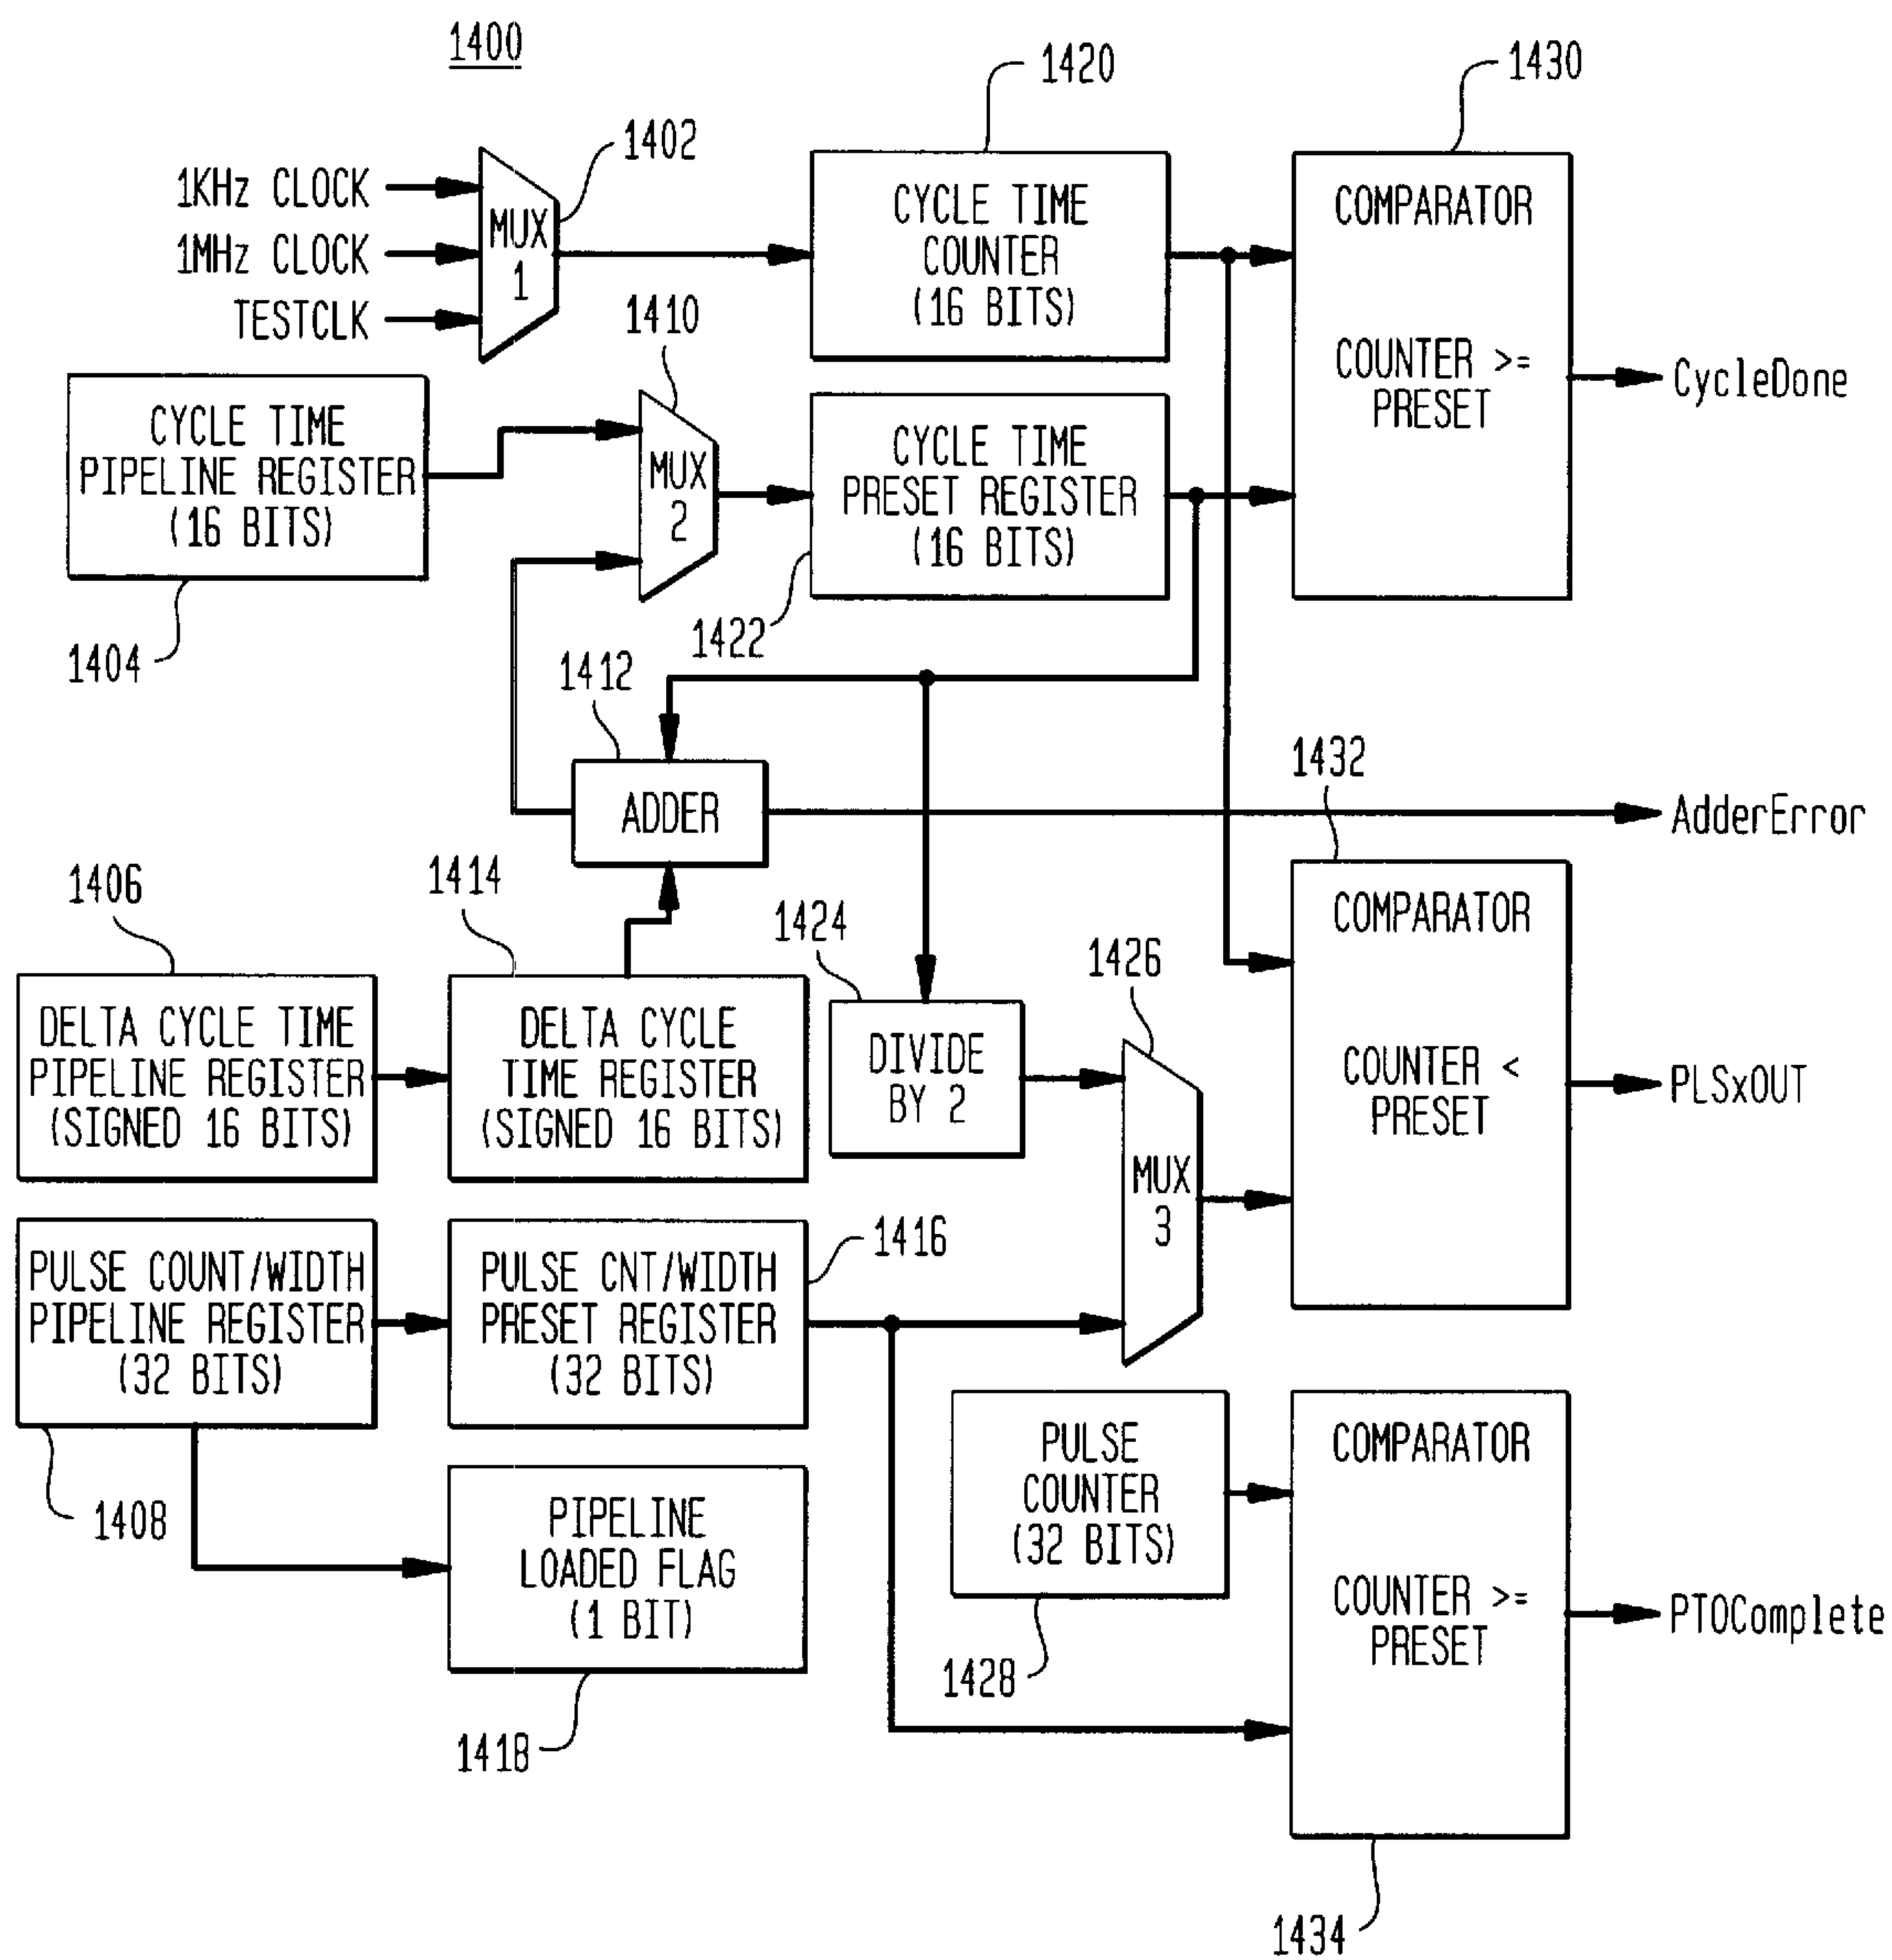 1400
1420
1430
1402
1KHz CLOCK
1MHz CLOCK
TESTCLK
MUX
1
CYCLE TIME
COUNTER
(16 BITS)
COMPARATOR
COUNTER >=
PRESET
CycleDone
1410
CYCLE TIME
PIPELINE REGISTER
(16 BITS)
MUX
2
CYCLE TIME
PRESET REGISTER
(16 BITS)
1404
1422
1412
ADDER
1432
AdderError
1406
1414
1424
1426
COMPARATOR
COUNTER <
PRESET
PLSxOUT
DELTA CYCLE TIME
PIPELINE REGISTER
(SIGNED 16 BITS)
DELTA CYCLE
TIME REGISTER
(SIGNED 16 BITS)
DIVIDE
BY 2
MUX
3
1416
PULSE COUNT/WIDTH
PIPELINE REGISTER
(32 BITS)
PULSE CNT/WIDTH
PRESET REGISTER
(32 BITS)
1408
PIPELINE
LOADED FLAG
(1 BIT)
PULSE
COUNTER
(32 BITS)
COMPARATOR
COUNTER >=
PRESET
PTOComplete
1428
1418
1434